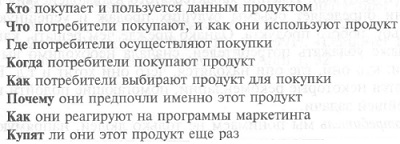 Кто покупает и пользуется данным продуктом
Что потребители покупают, и как они используют продукт
Где потребители осуществляют покупки
Когда потребители покупают продукт
Как потребители выбирают продукт для покупки
Почему они предпочли именно этот продукт
Как они реагируют на программы маркетинга
Купят ли они этот продукт еще раз